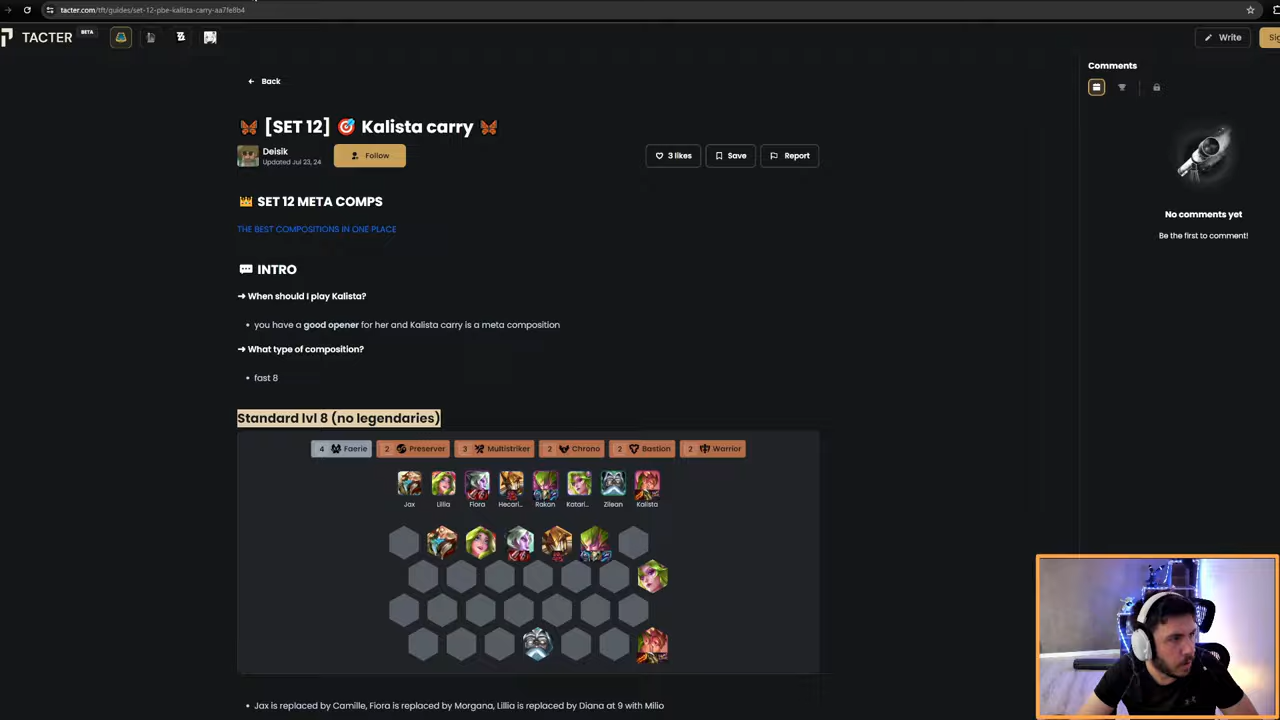 tacter.com/tft/guides/set-12-pbe-kalista-carry-aa7fe8b4
TACTER
BETA
Write
Sig
Back
[SET 12] Kalista carry
Deisik
Updated Jul 23, 24
Follow
3 likes
Save
Report
SET 12 META COMPS
THE BEST COMPOSITIONS IN ONE PLACE
INTRO
➜ When should I play Kalista?
• you have a good opener for her and Kalista carry is a meta composition
➜ What type of composition?
• fast 8
Standard lvl 8 (no legendaries)
4 Faerie 2 Preserver 3 Multistriker 2 Chrono 2 Bastion 2 Warrior
Jax Lillia Fiora Hecari... Rakan Katari... Zilean Kalista
• Jax is replaced by Camille, Fiora is replaced by Morgana, Lillia is replaced by Diana at 9 with Milio
Comments
No comments yet
Be the first to comment!